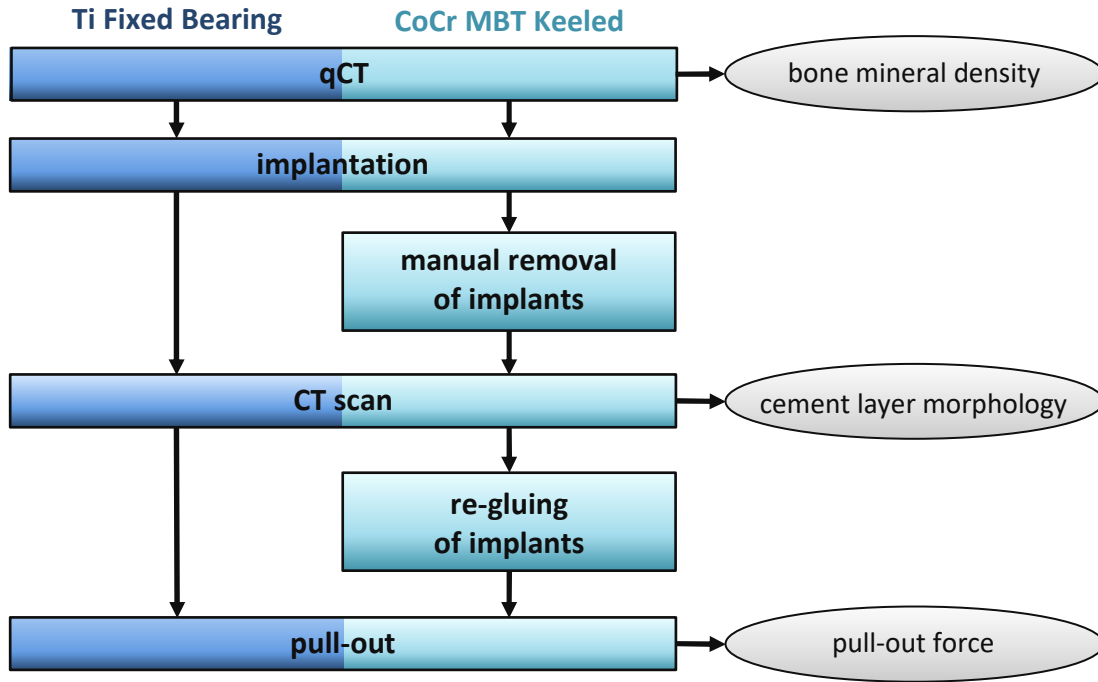 Ti Fixed Bearing
CoCr MBT Keeled
qCT
bone mineral density
implantation
manual removal
of implants
CT scan
cement layer morphology
re-gluing
of implants
pull-out
pull-out force